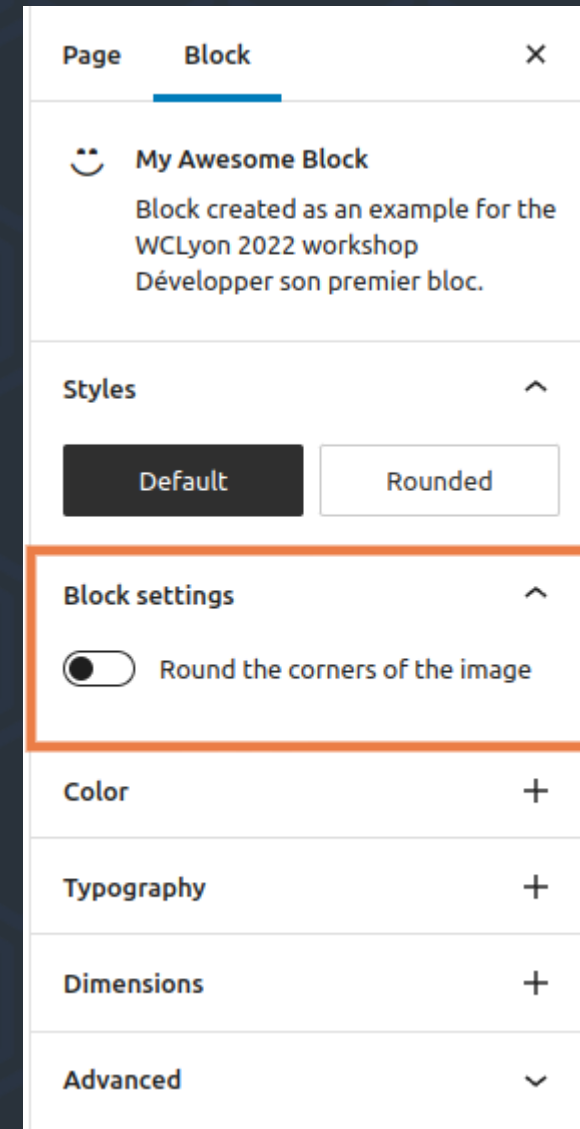 Page Block
My Awesome Block
Block created as an example for the
WCLyon 2022 workshop
Développer son premier bloc.
Styles
Default Rounded
Block settings
Round the corners of the image
Color
Typography
Dimensions
Advanced